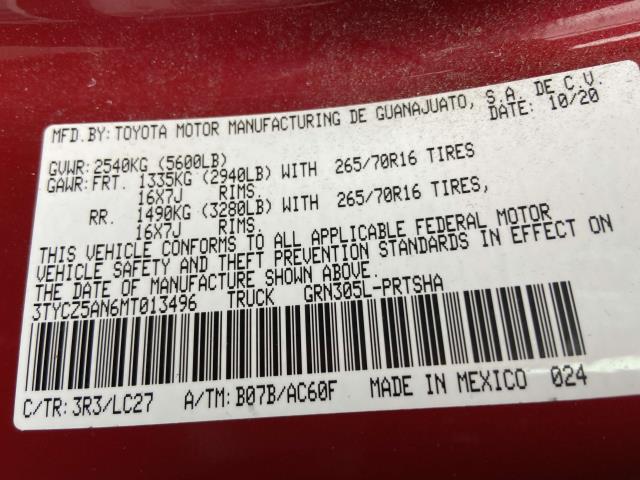 MFD.BY: TOYOTA MOTOR MANUFACTURING DE GUANAJUATO, S.A. DE C.V.
DATE: 10/20
GVWR: 2540KG (5600LB)
GAWR: FRT. 1335KG (2940LB) WITH 265/70R16 TIRES
16X7J RIMS.
RR. 1490KG (3280LB) WITH 265/70R16 TIRES,
16X7J RIMS.
THIS VEHICLE CONFORMS TO ALL APPLICABLE FEDERAL MOTOR
VEHICLE SAFETY AND THEFT PREVENTION STANDARDS IN EFFECT ON
THE DATE OF MANUFACTURE SHOWN ABOVE.
3TYCZ5AN6MT013496 TRUCK GRN305L-PRTSHA
C/TR: 3R3/LC27 A/TM: B07B/AC60F MADE IN MEXICO 024